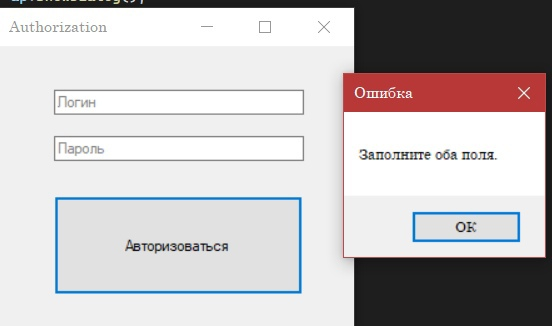 Authorization
Логин
Пароль
Авторизоваться
Ошибка
Заполните оба поля.
ОК